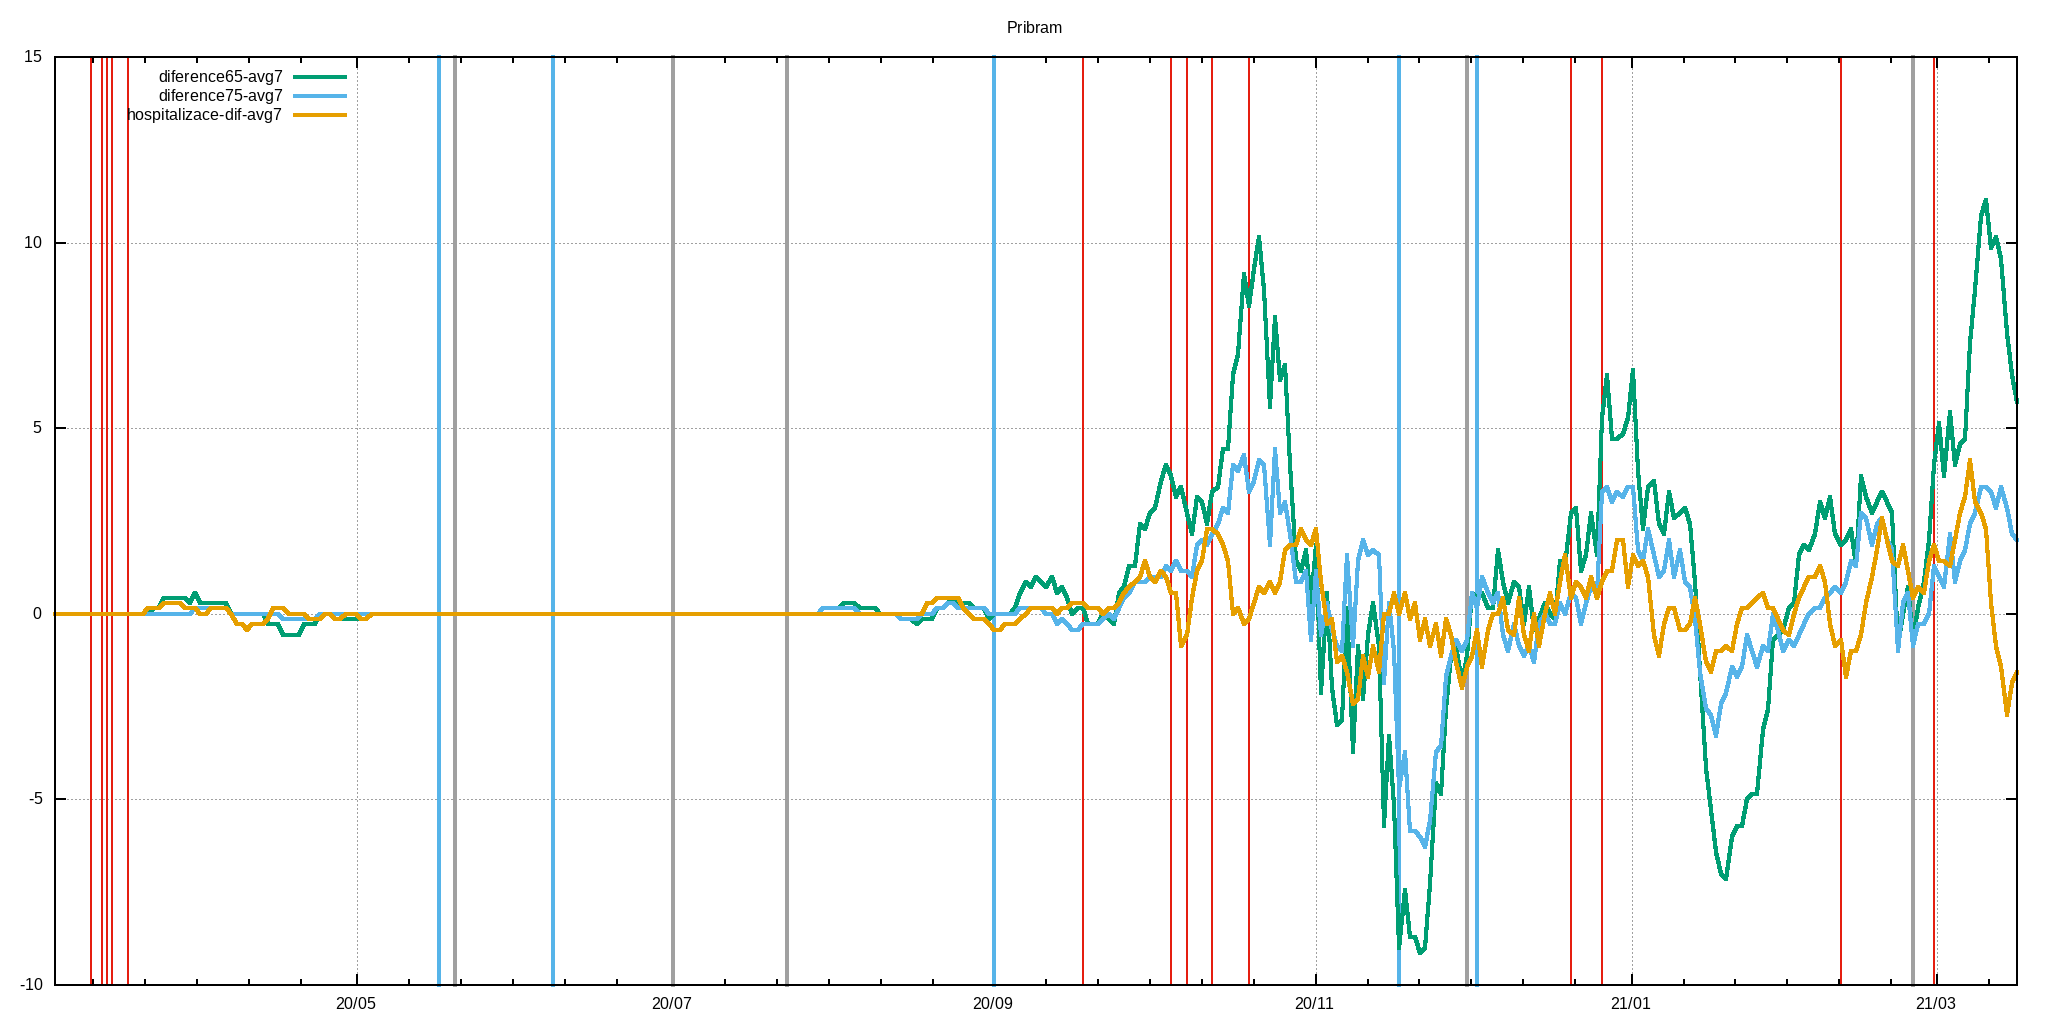 Pribram
diference65-avg7
diference75-avg7
hospitalizace-dif-avg7
15
10
5
0
-5
-10
20/05 20/07 20/09 20/11 21/01 21/03